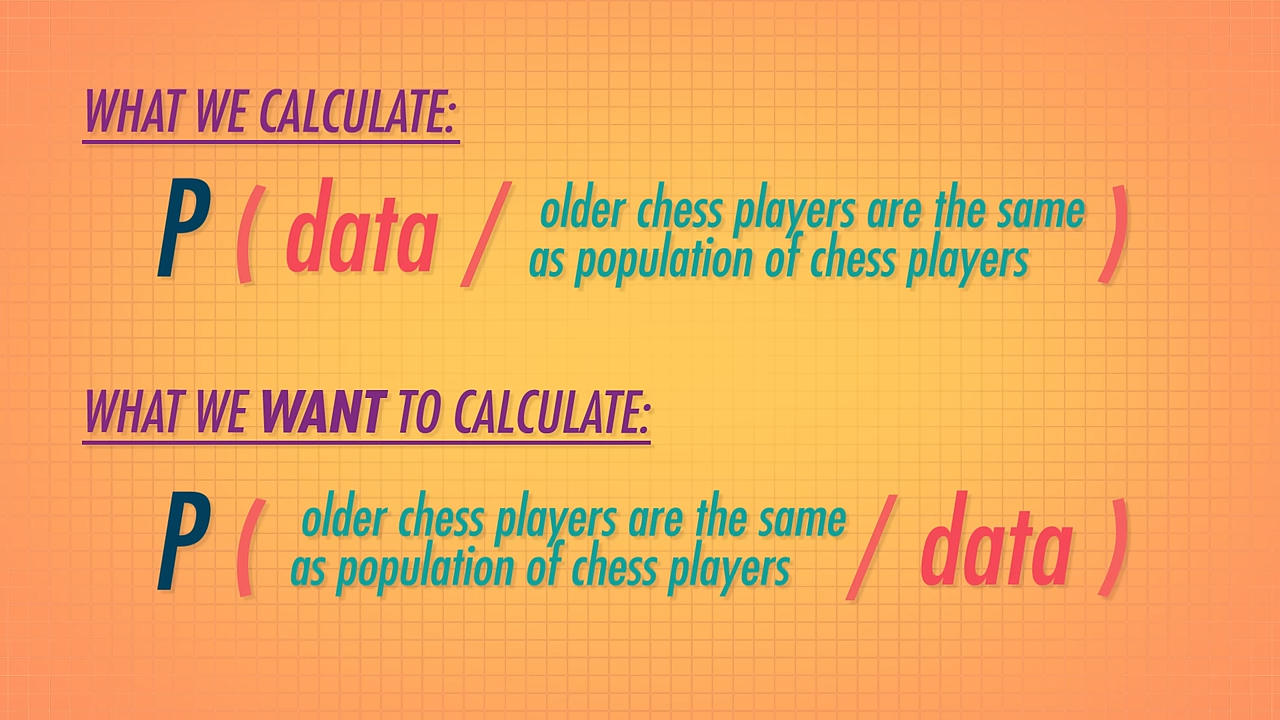 WHAT WE CALCULATE:
P ( data / older chess players are the same
as population of chess players )
WHAT WE WANT TO CALCULATE:
P ( older chess players are the same
as population of chess players / data )